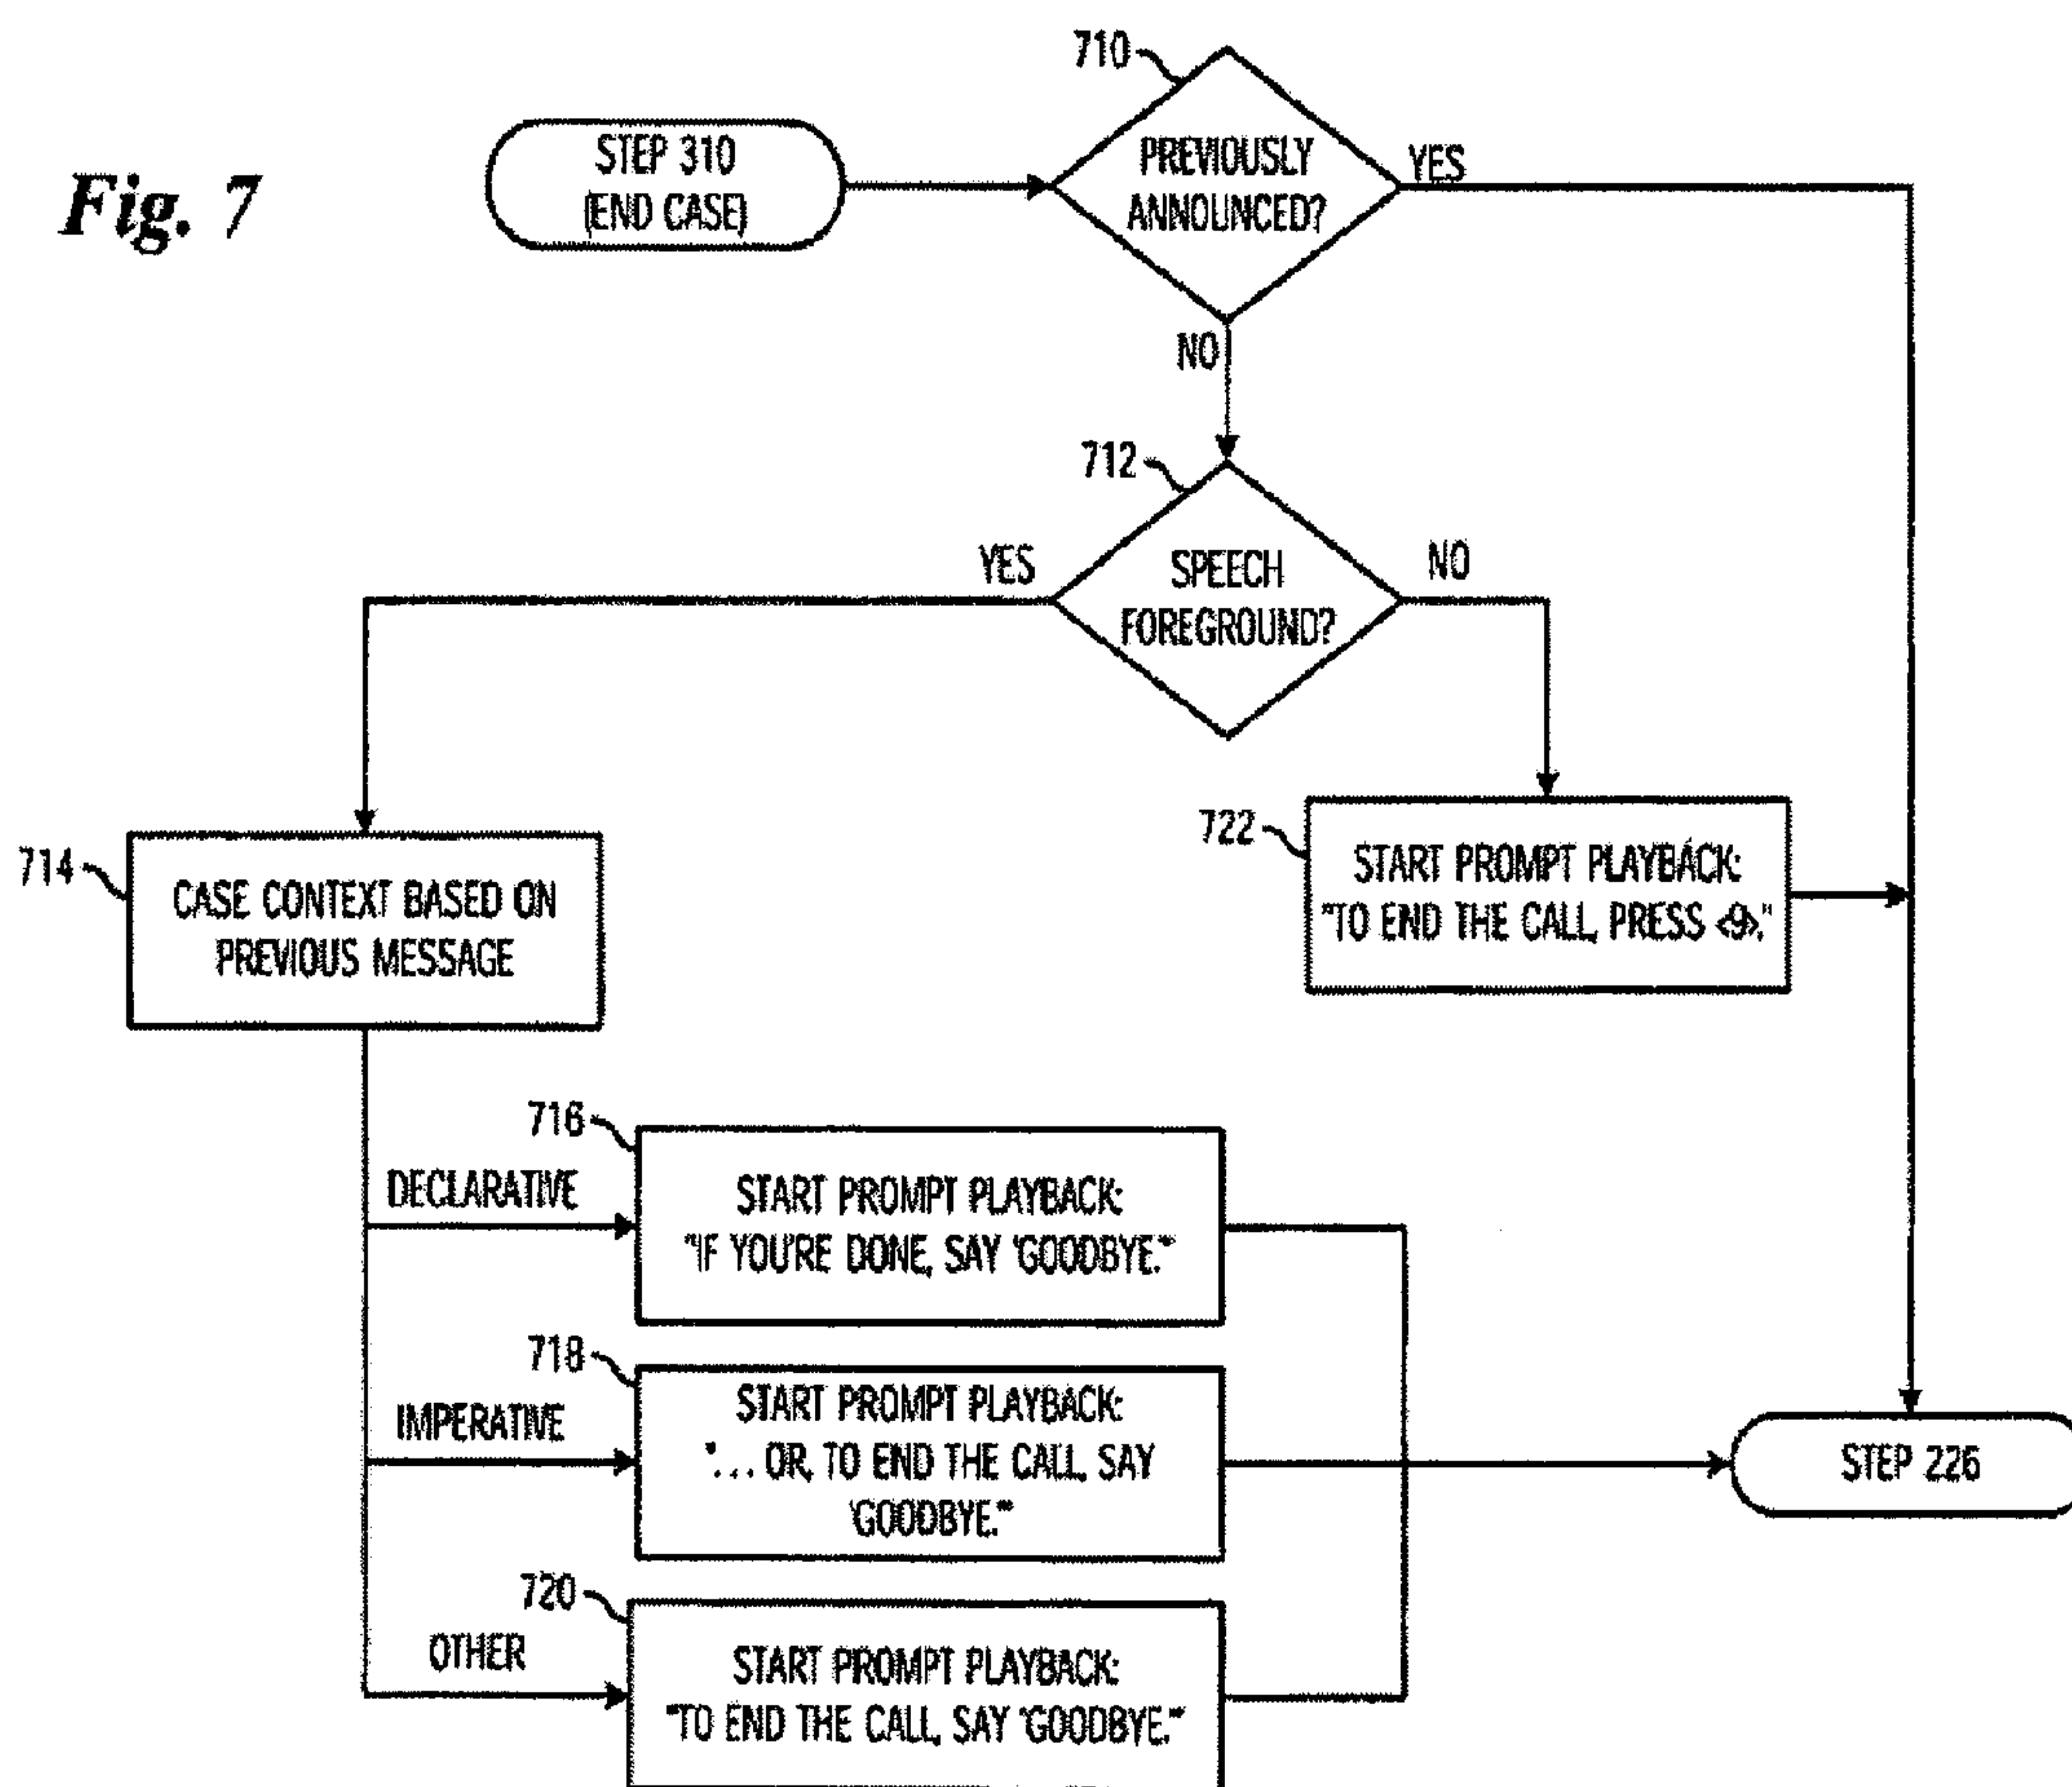 Fig. 7
710
STEP 310
(END CASE)
PREVIOUSLY
ANNOUNCED?
YES
NO
712
YES
SPEECH
FOREGROUND?
NO
714
CASE CONTEXT BASED ON
PREVIOUS MESSAGE
722
START PROMPT PLAYBACK:
"TO END THE CALL, PRESS <9>."
716
DECLARATIVE
START PROMPT PLAYBACK:
"IF YOU'RE DONE, SAY 'GOODBYE.'"
718
IMPERATIVE
START PROMPT PLAYBACK:
". . . OR, TO END THE CALL, SAY
'GOODBYE.'"
STEP 226
720
OTHER
START PROMPT PLAYBACK:
"TO END THE CALL, SAY 'GOODBYE.'"